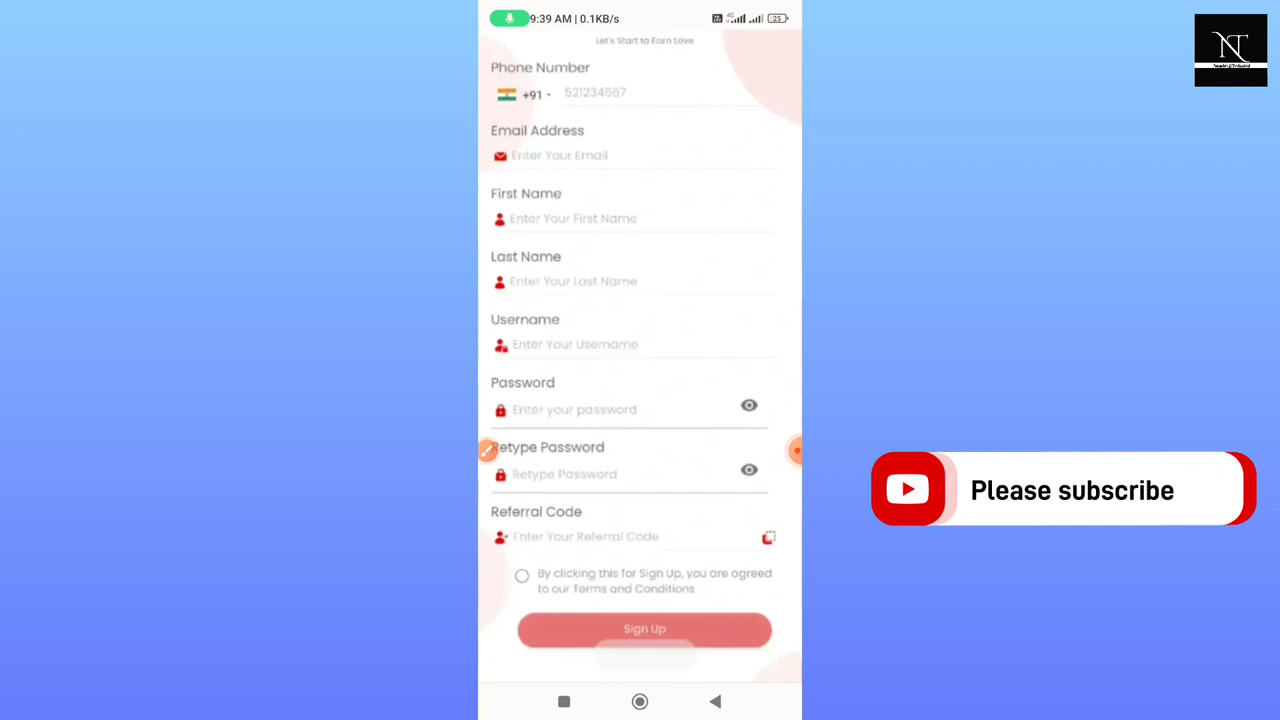 9:39 AM | 0.1KB/s
4G
25
Let's Start to Earn Love
Phone Number
+91
521234567
Email Address
Enter Your Email
First Name
Enter Your First Name
Last Name
Enter Your Last Name
Username
Enter Your Username
Password
Enter your password
Retype Password
Retype Password
Referral Code
Enter Your Referral Code
By clicking this for Sign Up, you are agreed
to our Terms and Conditions
Sign Up
NT
Please subscribe